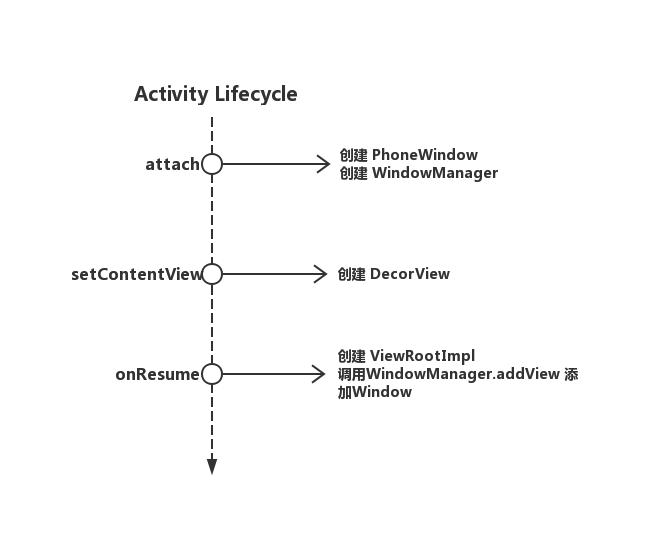 Activity Lifecycle
attach
创建 PhoneWindow
创建 WindowManager
setContentView
创建 DecorView
onResume
创建 ViewRootImpl
调用WindowManager.addView 添
加Window